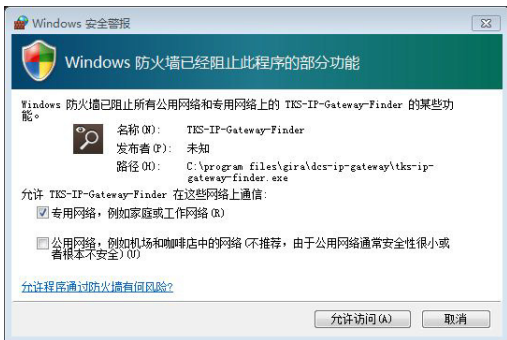 Windows 安全警报
Windows 防火墙已经阻止此程序的部分功能
Windows 防火墙已阻止所有公用网络和专用网络上的 TKS-IP-Gateway-Finder 的某些功
能。
名称(N): TKS-IP-Gateway-Finder
发布者(P): 未知
路径(H): C:\program files\gira\dcs-ip-gateway\tks-ip-
gateway-finder.exe
允许 TKS-IP-Gateway-Finder 在这些网络上通信:
专用网络，例如家庭或工作网络(R)
公用网络，例如机场和咖啡店中的网络(不推荐，由于公用网络通常安全性很小或
者根本不安全)(U)
允许程序通过防火墙有何风险?
允许访问(A) 取消